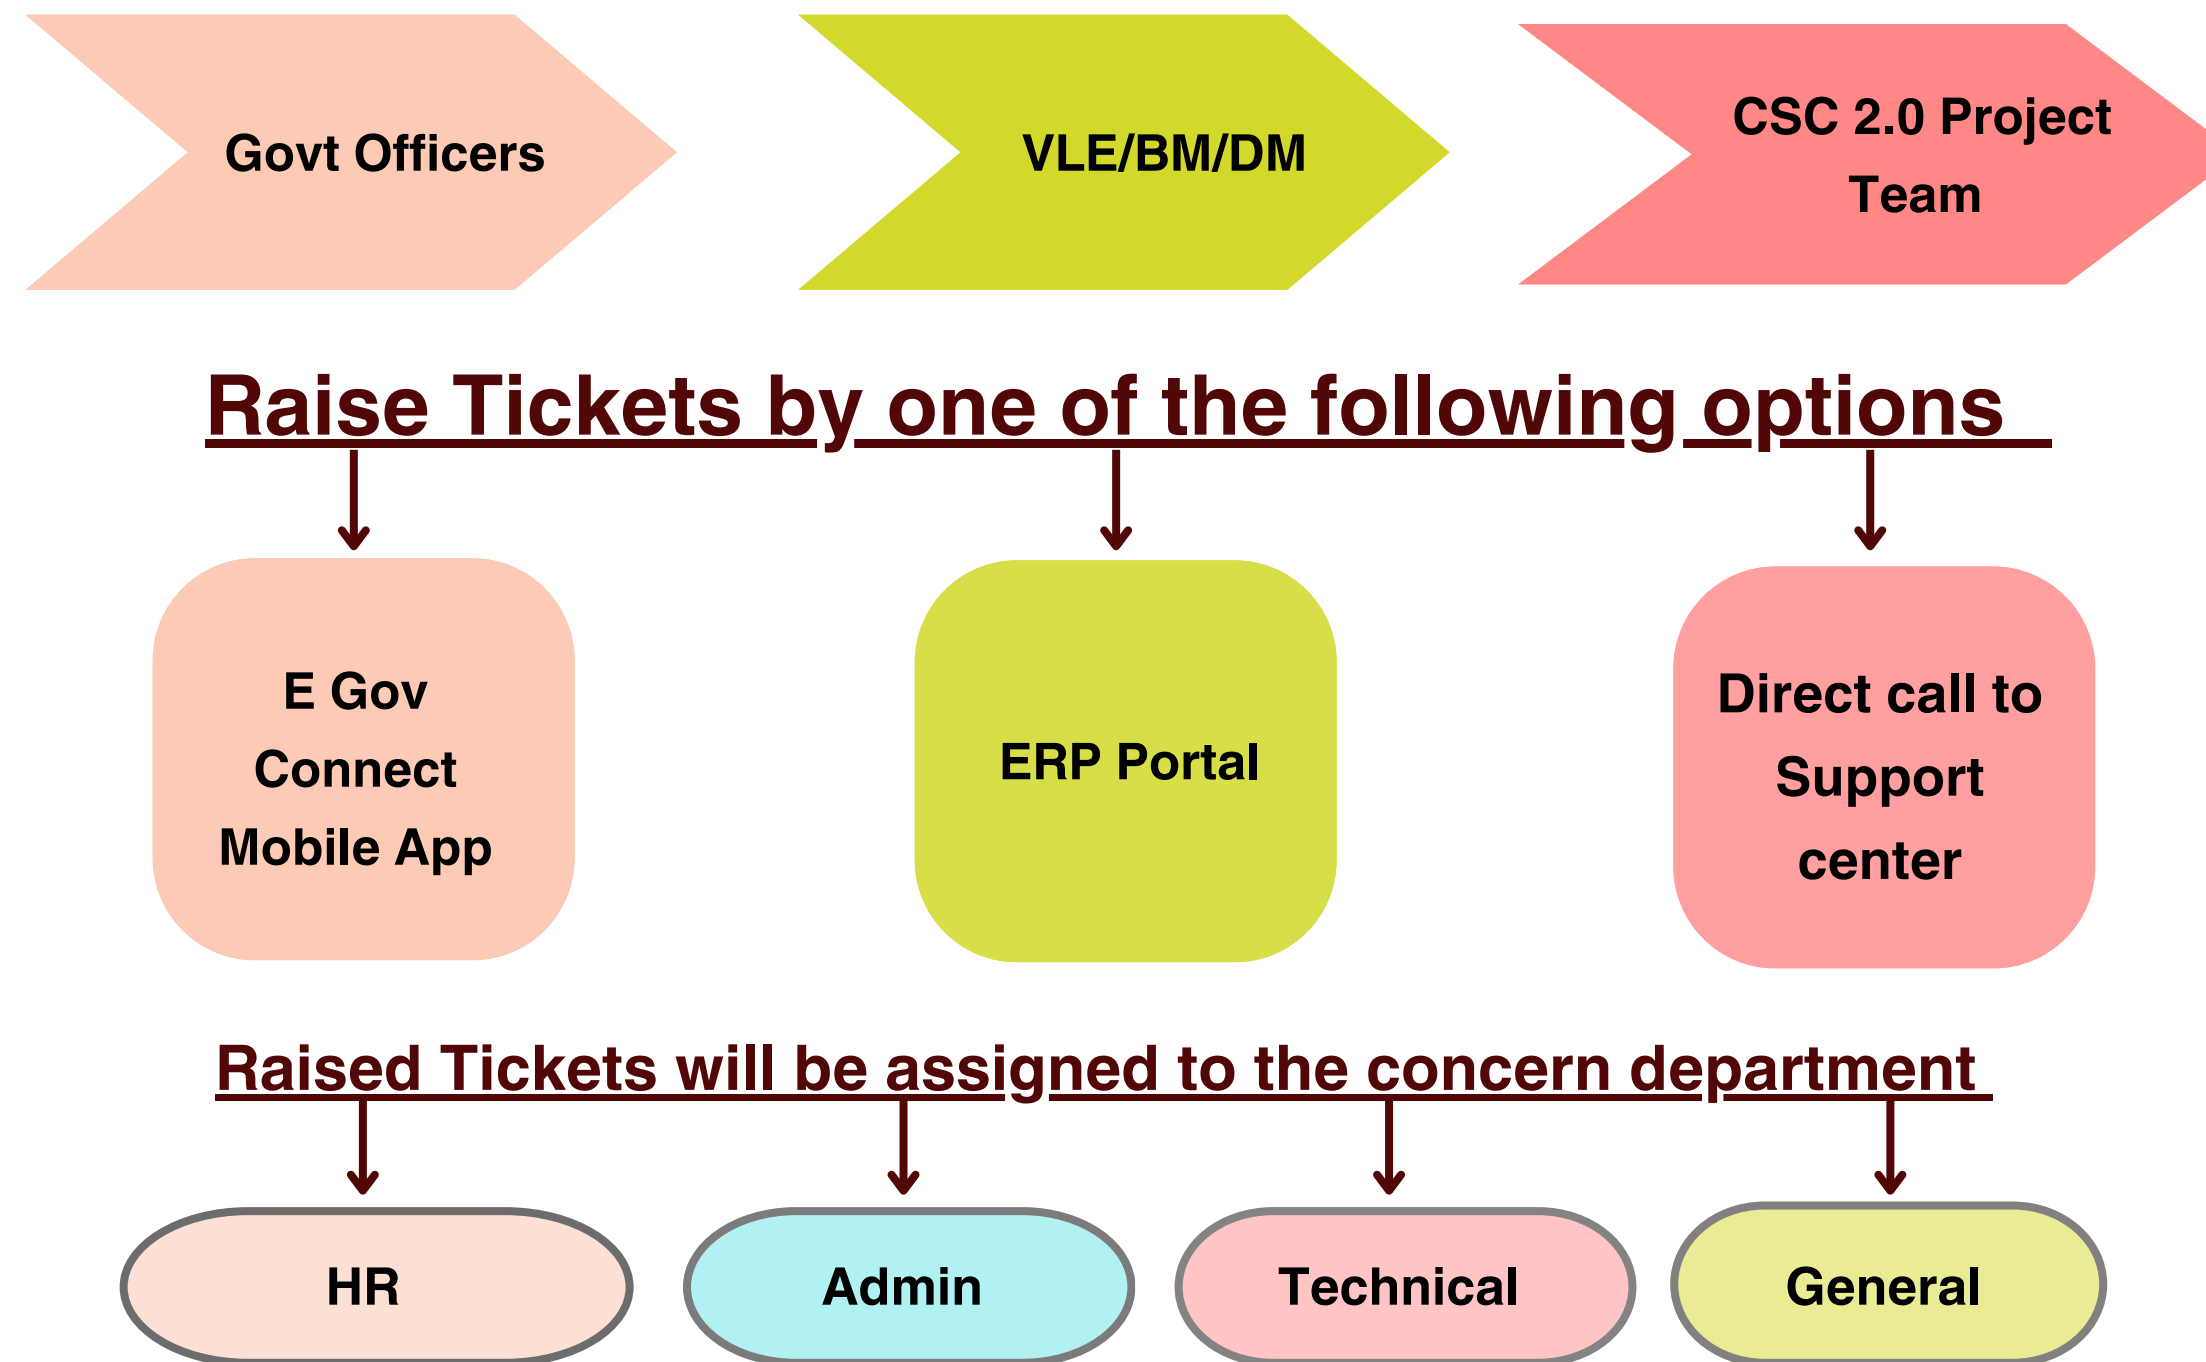 Govt Officers
VLE/BM/DM
CSC 2.0 Project
Team
Raise Tickets by one of the following options
E Gov
Connect
Mobile App
ERP Portal
Direct call to
Support
center
Raised Tickets will be assigned to the concern department
HR
Admin
Technical
General